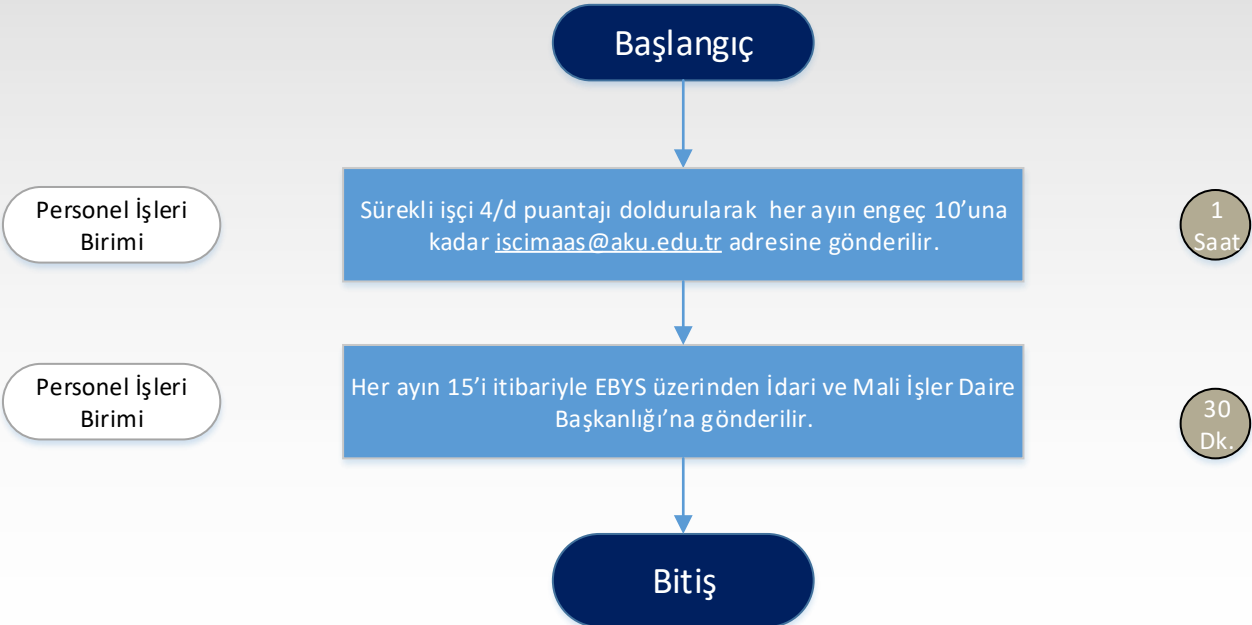 Başlangıç
Personel İşleri
Birimi
Sürekli işçi 4/d puantajı doldurularak  her ayın engeç 10’una
kadar iscimaas@aku.edu.tr adresine gönderilir.
1
Saat
Personel İşleri
Birimi
Her ayın 15’i itibariyle EBYS üzerinden İdari ve Mali İşler Daire
Başkanlığı’na gönderilir.
30
Dk.
Bitiş